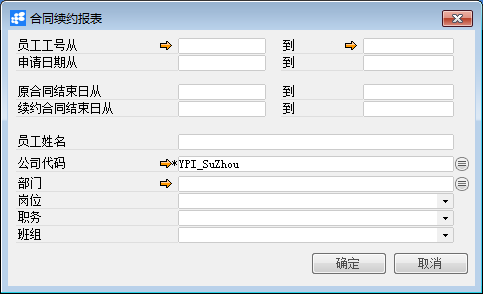 合同续约报表
员工工号从 到
申请日期从 到
原合同结束日从 到
续约合同结束日从 到
员工姓名
公司代码 *YPI_SuZhou
部门
岗位
职务
班组
确定 取消